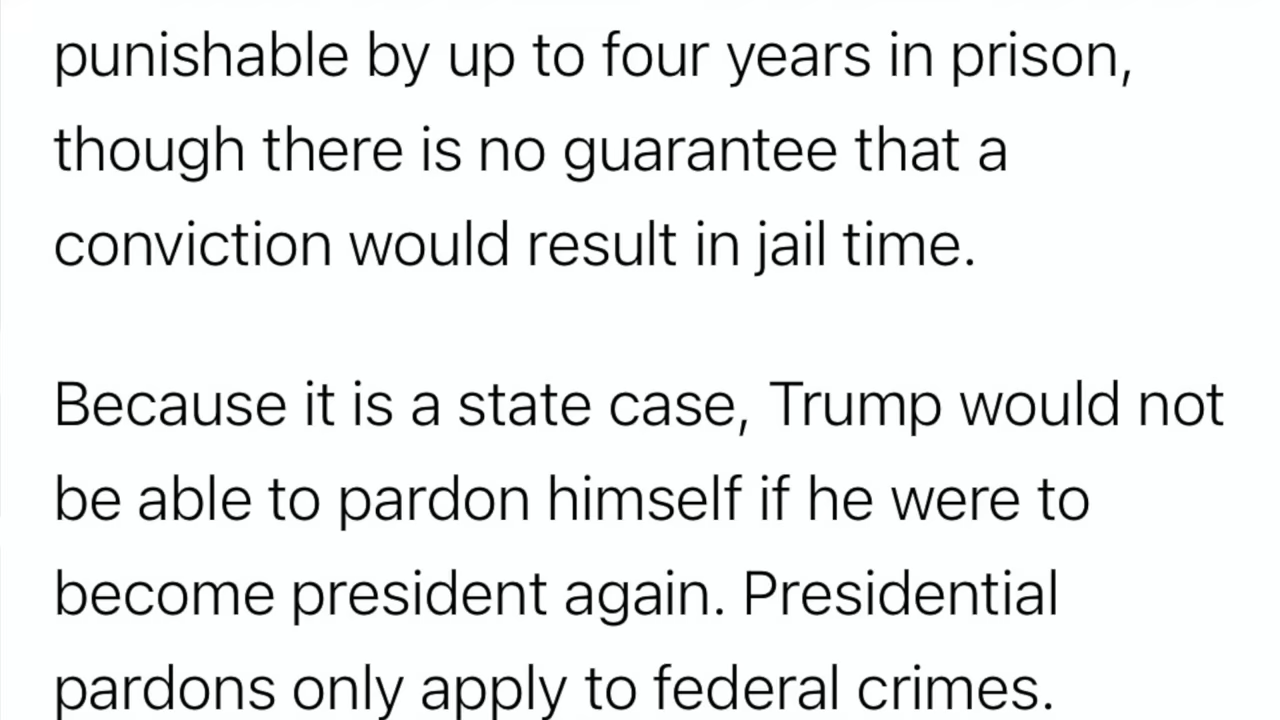 punishable by up to four years in prison,
though there is no guarantee that a
conviction would result in jail time.
Because it is a state case, Trump would not
be able to pardon himself if he were to
become president again. Presidential
pardons only apply to federal crimes.